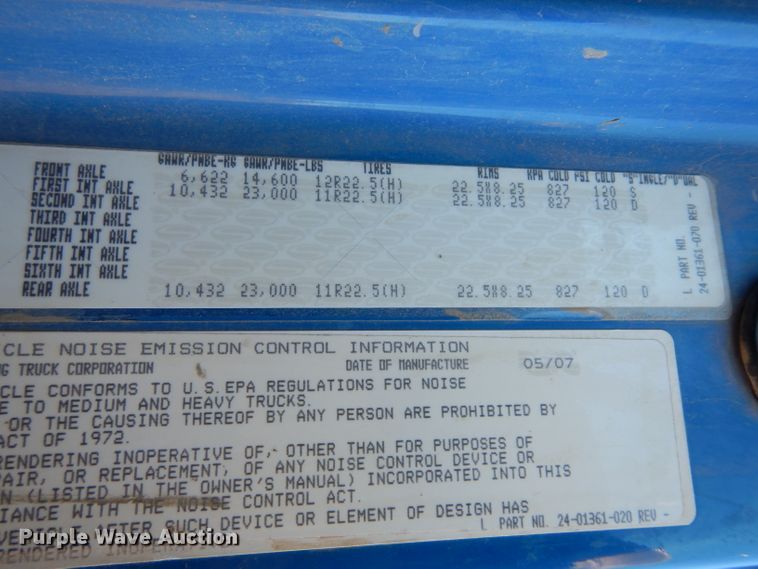 GAWR/PNBE-KG GAWR/PNBE-LBS TIRES RIMS KPA COLD PSI COLD "S"INGLE/"D"UAL
FRONT AXLE 6,622 14,600 12R22.5(H) 22.5X8.25 827 120 S
FIRST INT AXLE 10,432 23,000 11R22.5(H) 22.5X8.25 827 120 D
SECOND INT AXLE
THIRD INT AXLE
FOURTH INT AXLE
FIFTH INT AXLE
SIXTH INT AXLE
REAR AXLE 10,432 23,000 11R22.5(H) 22.5X8.25 827 120 D
L PART NO.
24-01361-070 REV -
CLE NOISE EMISSION CONTROL INFORMATION
NG TRUCK CORPORATION DATE OF MANUFACTURE 05/07
CLE CONFORMS TO U.S.EPA REGULATIONS FOR NOISE
E TO MEDIUM AND HEAVY TRUCKS.
OR THE CAUSING THEREOF BY ANY PERSON ARE PROHIBITED BY
ACT OF 1972.
RENDERING INOPERATIVE OF, OTHER THAN FOR PURPOSES OF
PAIR, OR REPLACEMENT, OF ANY NOISE CONTROL DEVICE OR
N (LISTED IN THE OWNER'S MANUAL) INCORPORATED INTO THIS
IANCE WITH THE NOISE CONTROL ACT.
VEHICLE AFTER SUCH DEVICE OR ELEMENT OF DESIGN HAS
RENDERED INOPERATIVE
L PART NO. 24-01361-020 REV -
Purple Wave Auction